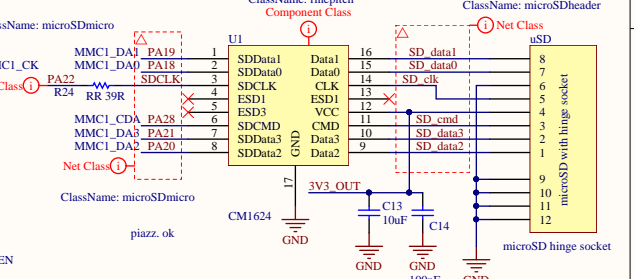 ClassName: microSDmicro
ClassName: finepitch
Component Class
ClassName: microSDheader
Net Class
U1
uSD
MMC1_DA1 PA19 1 SDData1 Data1 16 SD_data1 8
MMC1_DA0 PA18 2 SDData0 Data0 15 SD_data0 7
MMC1_CK PA22 SDCLK 3 SDCLK CLK 14 SD_clk 6
Class R24 RR 39R
4 ESD1 ESD1 13 5
5 ESD3 VCC 12 4
MMC1_CDA PA28 6 SDCMD CMD 11 SD_cmd 3
MMC1_DA3 PA21 7 SDData3 Data3 10 SD_data3 2
MMC1_DA2 PA20 8 SDData2 Data2 9 SD_data2 1
GND
microSD with hinge socket
Net Class
17
3V3_OUT
9
10
11
12
ClassName: microSDmicro
CM1624
C13
10uF
C14
piazz. ok
GND
GND
GND
GND
microSD hinge socket
EN